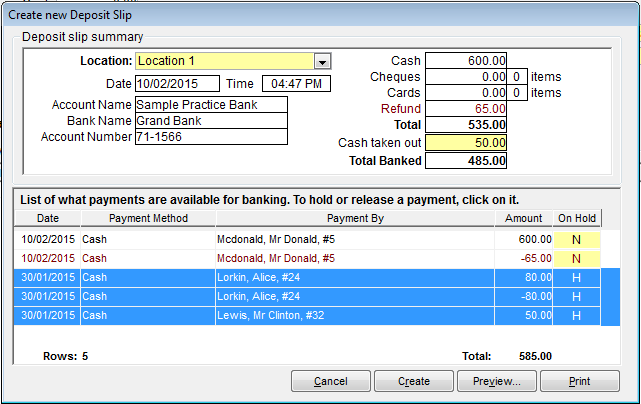 Create new Deposit Slip
Deposit slip summary
Location: Location 1
Date 10/02/2015 Time 04:47 PM
Account Name Sample Practice Bank
Bank Name Grand Bank
Account Number 71-1566
Cash 600.00
Cheques 0.00 0 items
Cards 0.00 0 items
Refund 65.00
Total 535.00
Cash taken out 50.00
Total Banked 485.00
List of what payments are available for banking. To hold or release a payment, click on it.
Date Payment Method Payment By Amount On Hold
10/02/2015 Cash Mcdonald, Mr Donald, #5 600.00 N
10/02/2015 Cash Mcdonald, Mr Donald, #5 -65.00 N
30/01/2015 Cash Lorkin, Alice, #24 80.00 H
30/01/2015 Cash Lorkin, Alice, #24 -80.00 H
30/01/2015 Cash Lewis, Mr Clinton, #32 50.00 H
Rows: 5 Total: 585.00
Cancel Create Preview... Print